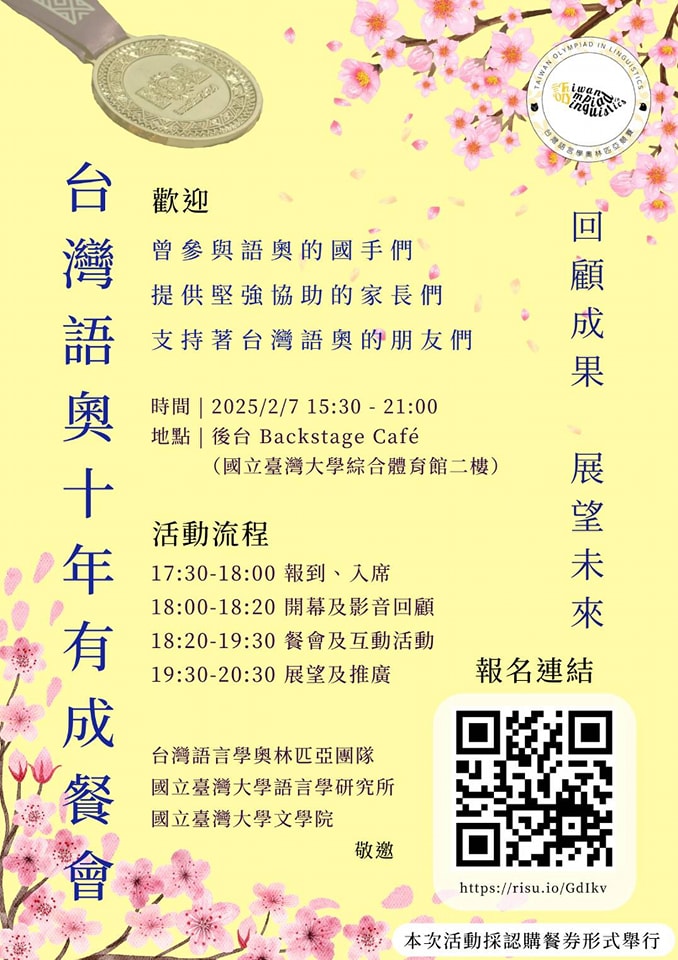 TAIWAN OLYMPIAD IN LINGUISTICS
Taiwan
Olympiad
Linguistics
台灣語言學奧林匹亞競賽
台灣語奧十年有成餐會
歡迎
曾參與語奧的國手們
提供堅強協助的家長們
支持著台灣語奧的朋友們
回顧成果 展望未來
時間 | 2025/2/7 15:30 - 21:00
地點 | 後台 Backstage Café
（國立臺灣大學綜合體育館二樓）
活動流程
17:30-18:00 報到、入席
18:00-18:20 開幕及影音回顧
18:20-19:30 餐會及互動活動
19:30-20:30 展望及推廣
台灣語言學奧林匹亞團隊
國立臺灣大學語言學研究所
國立臺灣大學文學院
敬邀
報名連結
https://risu.io/GdIkv
本次活動採認購餐券形式舉行